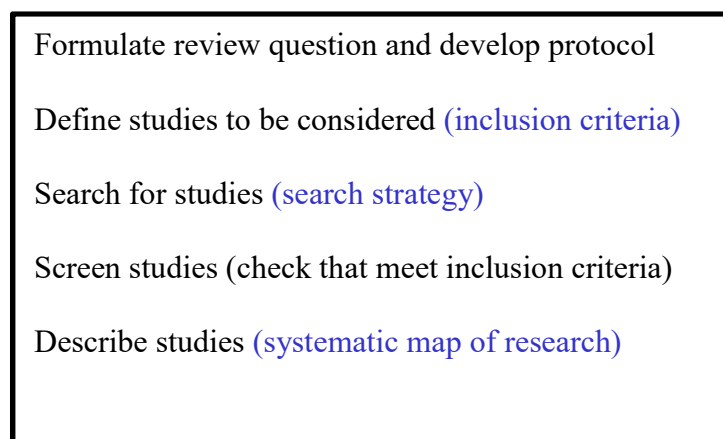 Formulate review question and develop protocol
Define studies to be considered (inclusion criteria)
Search for studies (search strategy)
Screen studies (check that meet inclusion criteria)
Describe studies (systematic map of research)